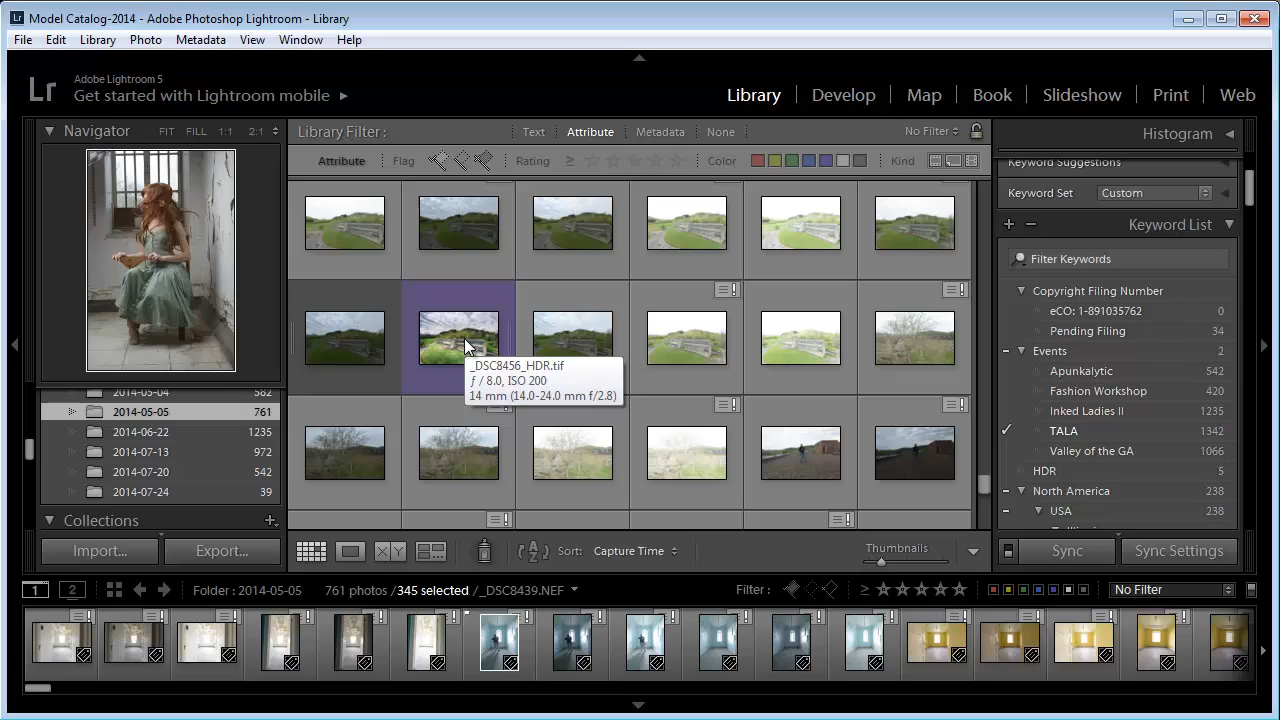 Lr Model Catalog-2014 - Adobe Photoshop Lightroom - Library
File Edit Library Photo Metadata View Window Help
Lr Adobe Lightroom 5
Get started with Lightroom mobile
Library Develop Map Book Slideshow Print Web
Navigator FIT FILL 1:1 2:1
Library Filter : Text Attribute Metadata None No Filter
Histogram
Attribute Flag Rating ≥ Color Kind
Keyword Suggestions
Keyword Set Custom
Keyword List
Filter Keywords
Copyright Filing Number
eCO: 1-891035762 0
Pending Filing 34
Events 2
Apunkalytic 2
Fashion Workshop 420
Inked Ladies II 1235
TALA 1342
Valley of the GA 1066
HDR 5
North America 238
USA 238
_DSC8456_HDR.tif
ƒ / 8.0, ISO 200
14 mm (14.0-24.0 mm f/2.8)
2014-05-04 582
2014-05-05 761
2014-06-22 1235
2014-07-13 972
2014-07-20 542
2014-07-24 39
Collections
Import... Export...
XY AZ Sort: Capture Time Thumbnails
Sync Sync Settings
1 2 Folder : 2014-05-05 761 photos / 345 selected / _DSC8439.NEF Filter : ≥ No Filter